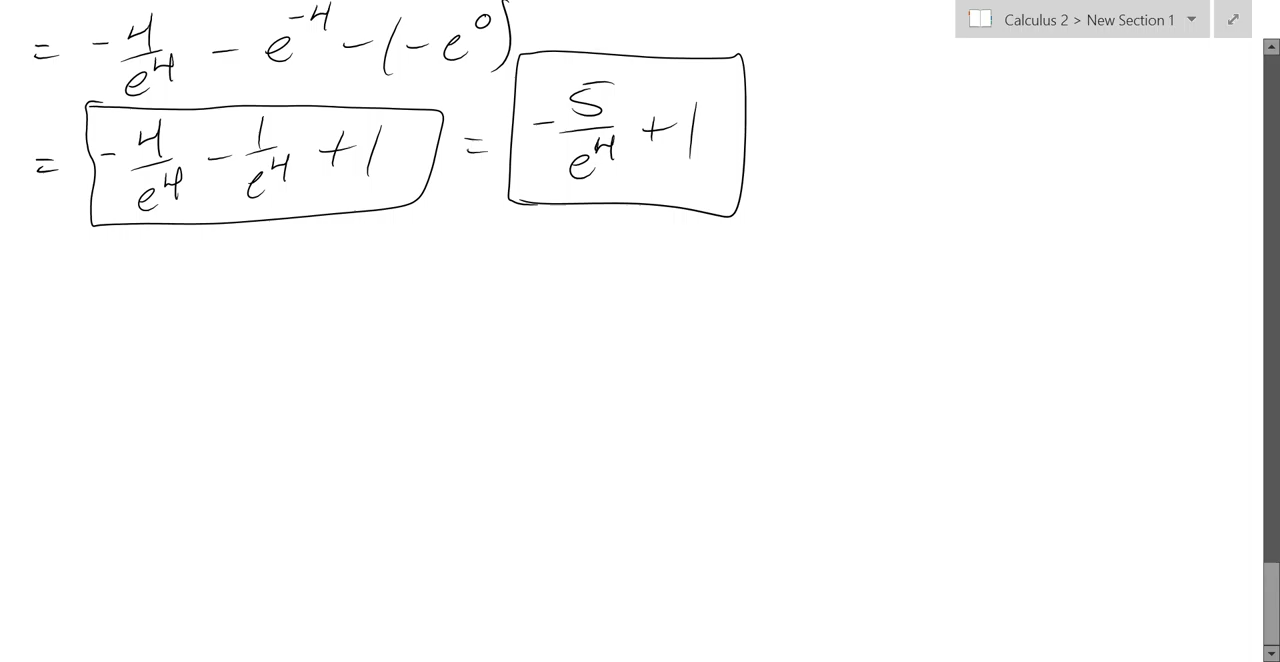 Calculus 2 > New Section 1
= -4/e^4 - e^-4 - (-e^0)
= -4/e^4 - 1/e^4 + 1 = -5/e^4 + 1